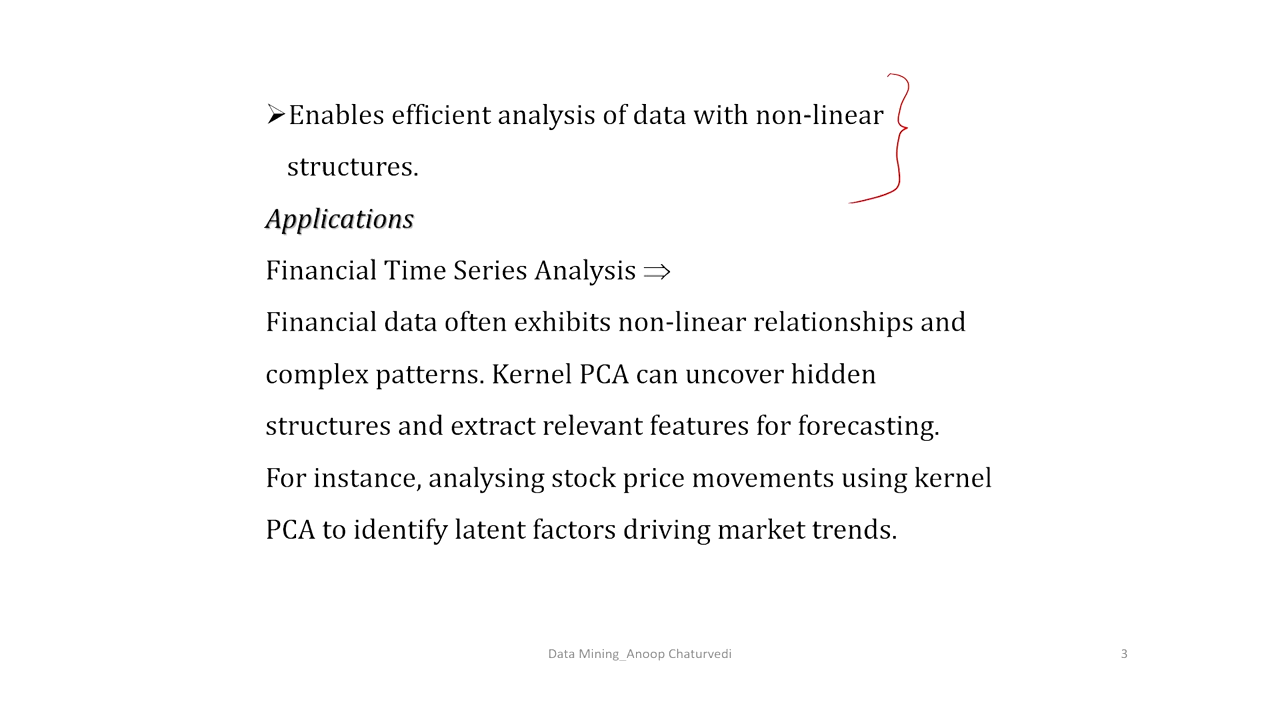 ➢Enables efficient analysis of data with non-linear
structures.
Applications
Financial Time Series Analysis ⇒
Financial data often exhibits non-linear relationships and
complex patterns. Kernel PCA can uncover hidden
structures and extract relevant features for forecasting.
For instance, analysing stock price movements using kernel
PCA to identify latent factors driving market trends.
Data Mining_Anoop Chaturvedi
3